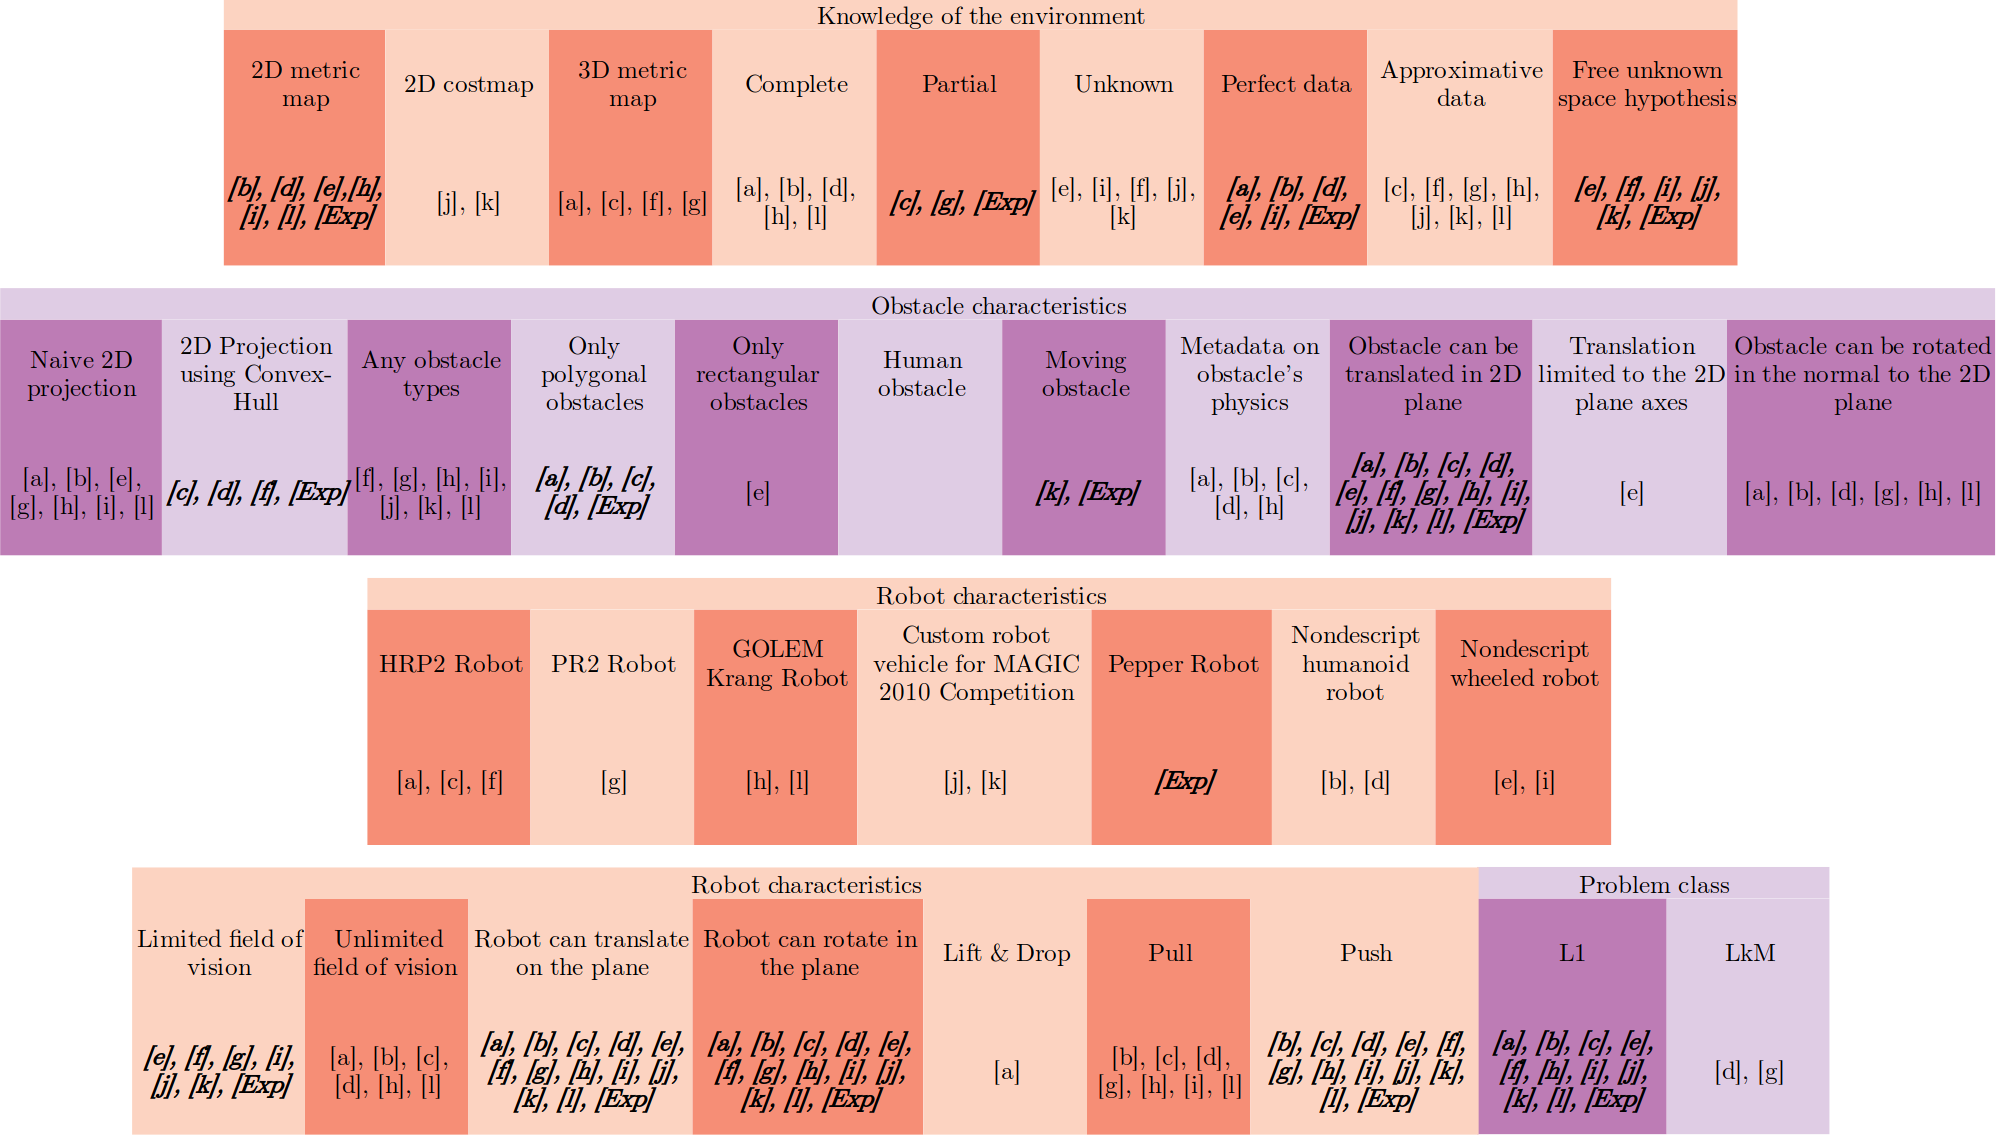 Knowledge of the environment
2D metric
map
2D costmap
3D metric
map
Complete
Partial
Unknown
Perfect data
Approximative
data
Free unknown
space hypothesis
[b], [d], [e],[h],
[i], [l], [Exp]
[j], [k]
[a], [c], [f], [g]
[a], [b], [d],
[h], [l]
[c], [g], [Exp]
[e], [i], [f], [j],
[k]
[a], [b], [d],
[e], [i], [Exp]
[c], [f], [g], [h],
[j], [k], [l]
[e], [f], [i], [j],
[k], [Exp]
Obstacle characteristics
Naive 2D
projection
2D Projection
using Convex-
Hull
Any obstacle
types
Only
polygonal
obstacles
Only
rectangular
obstacles
Human
obstacle
Moving
obstacle
Metadata on
obstacle's
physics
Obstacle can be
translated in 2D
plane
Translation
limited to the 2D
plane axes
Obstacle can be rotated
in the normal to the 2D
plane
[a], [b], [e],
[g], [h], [i], [l]
[c], [d], [f], [Exp]
[f], [g], [h], [i],
[j], [k], [l]
[a], [b], [c],
[d], [Exp]
[e]
[k], [Exp]
[a], [b], [c],
[d], [h]
[a], [b], [c], [d],
[e], [f], [g], [h], [i],
[j], [k], [l], [Exp]
[e]
[a], [b], [d], [g], [h], [l]
Robot characteristics
HRP2 Robot
PR2 Robot
GOLEM
Krang Robot
Custom robot
vehicle for MAGIC
2010 Competition
Pepper Robot
Nondescript
humanoid
robot
Nondescript
wheeled robot
[a], [c], [f]
[g]
[h], [l]
[j], [k]
[Exp]
[b], [d]
[e], [i]
Robot characteristics
Problem class
Limited field of
vision
Unlimited
field of vision
Robot can translate
on the plane
Robot can rotate in
the plane
Lift & Drop
Pull
Push
L1
LkM
[e], [f], [g], [i],
[j], [k], [Exp]
[a], [b], [c],
[d], [h], [l]
[a], [b], [c], [d], [e],
[f], [g], [h], [i], [j],
[k], [l], [Exp]
[a], [b], [c], [d], [e],
[f], [g], [h], [i], [j],
[k], [l], [Exp]
[a]
[b], [c], [d],
[g], [h], [i], [l]
[b], [c], [d], [e], [f],
[g], [h], [i], [j], [k],
[l], [Exp]
[a], [b], [c], [e],
[f], [h], [i], [j],
[k], [l], [Exp]
[d], [g]